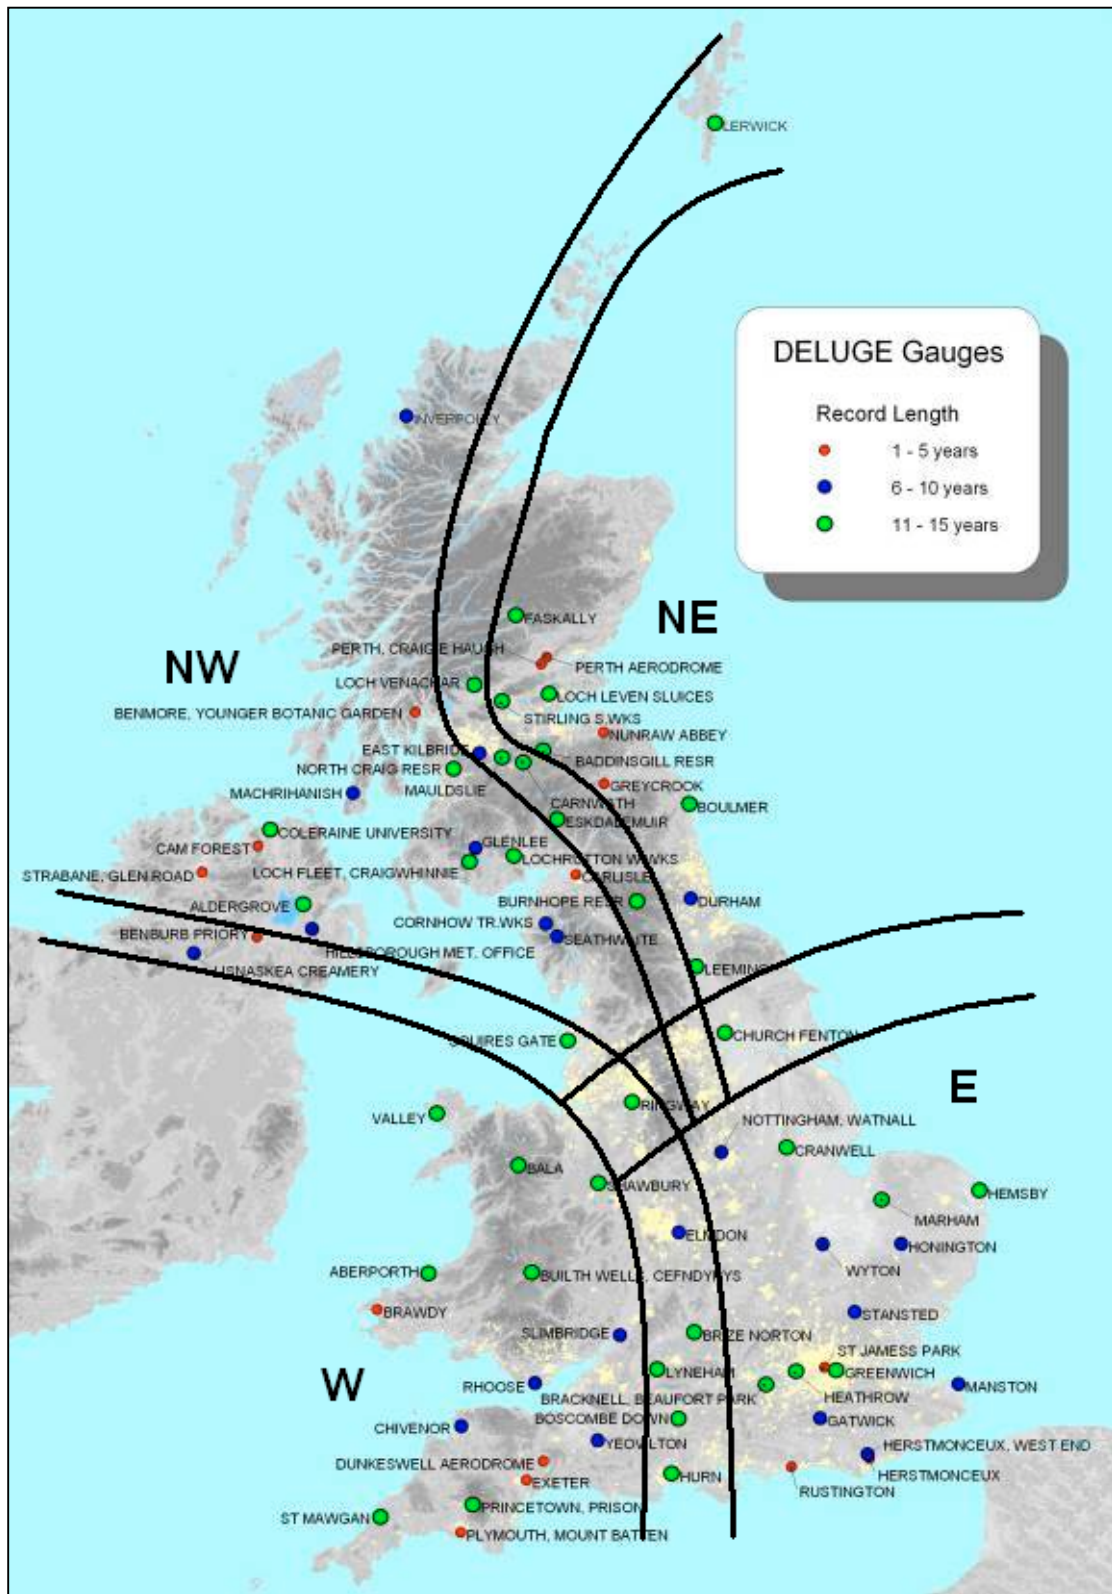 LERWICK
DELUGE Gauges
Record Length
1 - 5 years
6 - 10 years
11 - 15 years
INVERPOLLY
FASKALLY
NE
PERTH, CRAIGIE HAUGH
PERTH AERODROME
NW
LOCH VENACHAR
LOCH LEVEN SLUICES
BENMORE, YOUNGER BOTANIC GARDEN
STIRLING S.WKS
NUNRAW ABBEY
EAST KILBRIDE
BADDINSGILL RESR
NORTH CRAIG RESR
MAULDSLIE
GREYCROOK
MACHRIHANISH
CARNWATH
BOULMER
ESKDALEMUIR
COLERAINE UNIVERSITY
CAM FOREST
GLENLEE
LOCHRUTTON W.WKS
STRABANE, GLEN ROAD
LOCH FLEET, CRAIGWHINNIE
CARLISLE
ALDERGROVE
BURNHOPE RESR
DURHAM
CORNHOW TR.WKS
BENBURB PRIORY
SEATHWAITE
HILLSBOROUGH MET. OFFICE
LISNASKEA CREAMERY
LEEMING
SQUIRES GATE
CHURCH FENTON
E
RINGWAY
VALLEY
NOTTINGHAM, WATNALL
CRANWELL
BALA
SHAWBURY
HEMSBY
MARHAM
ELMDON
HONINGTON
WYTON
ABERPORTH
BUILTH WELLS, CEFNDYRYS
BRAWDY
STANSTED
SLIMBRIDGE
BRIZE NORTON
ST JAMESS PARK
W
LYNEHAM
GREENWICH
RHOOSE
BRACKNELL, BEAUFORT PARK
HEATHROW
MANSTON
BOSCOMBE DOWN
GATWICK
CHIVENOR
YEOVILTON
HERSTMONCEUX, WEST END
DUNKESWELL AERODROME
HERSTMONCEUX
EXETER
HURN
RUSTINGTON
PRINCETOWN, PRISON
ST MAWGAN
PLYMOUTH, MOUNT BATTEN